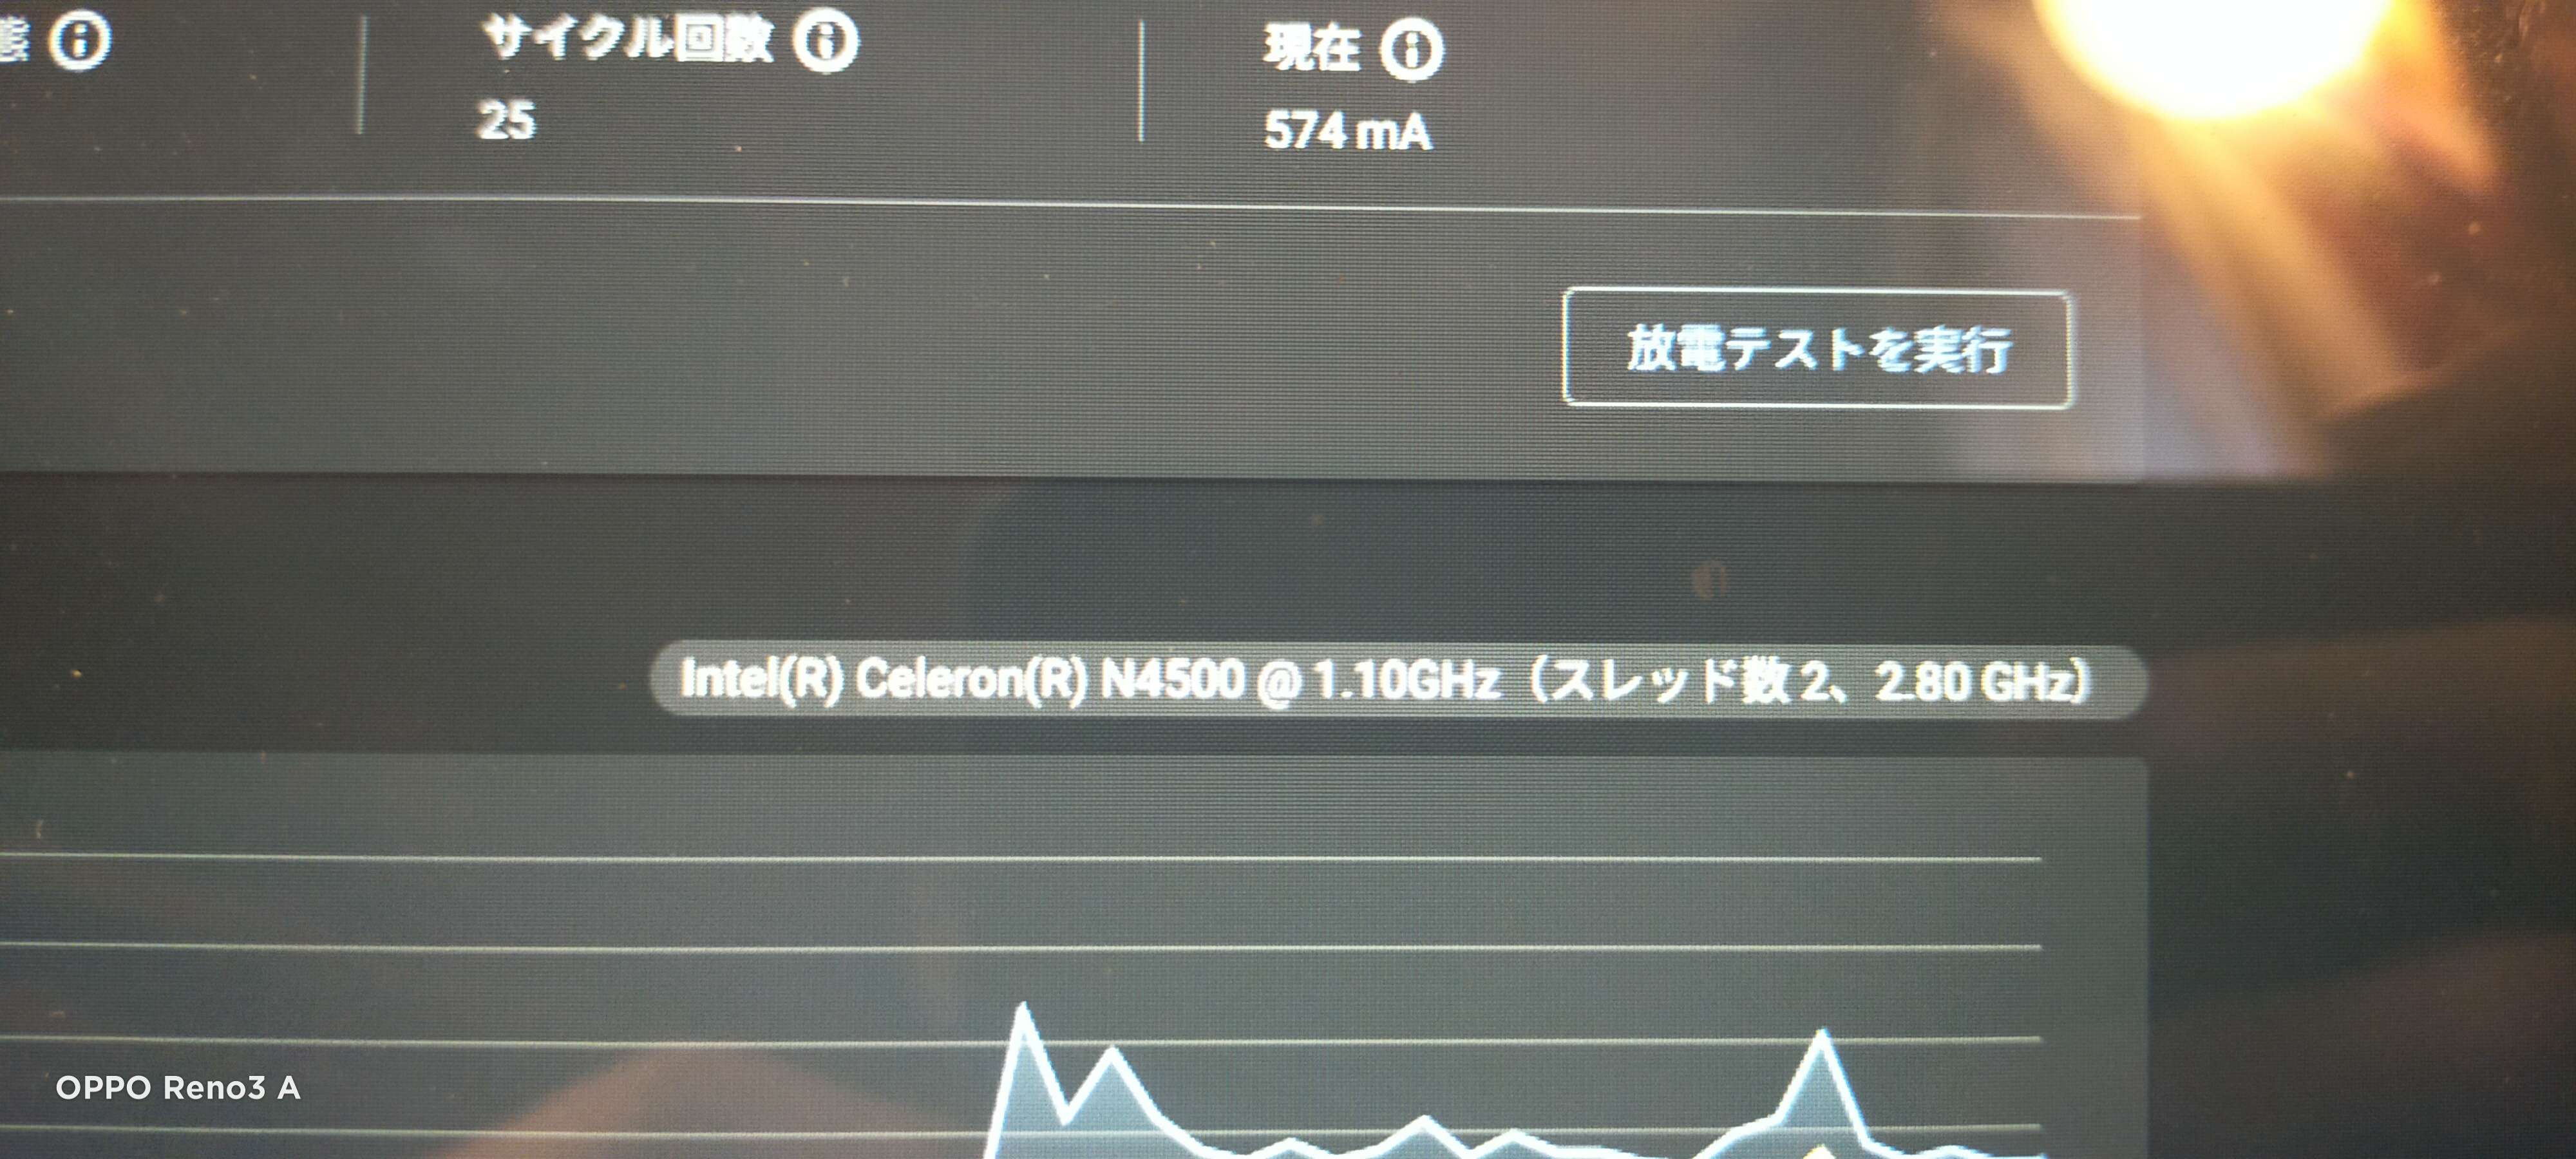 態
サイクル回数
現在
25
574 mA
放電テストを実行
Intel(R) Celeron(R) N4500 @ 1.10GHz（スレッド数 2、2.80 GHz）
OPPO Reno3 A